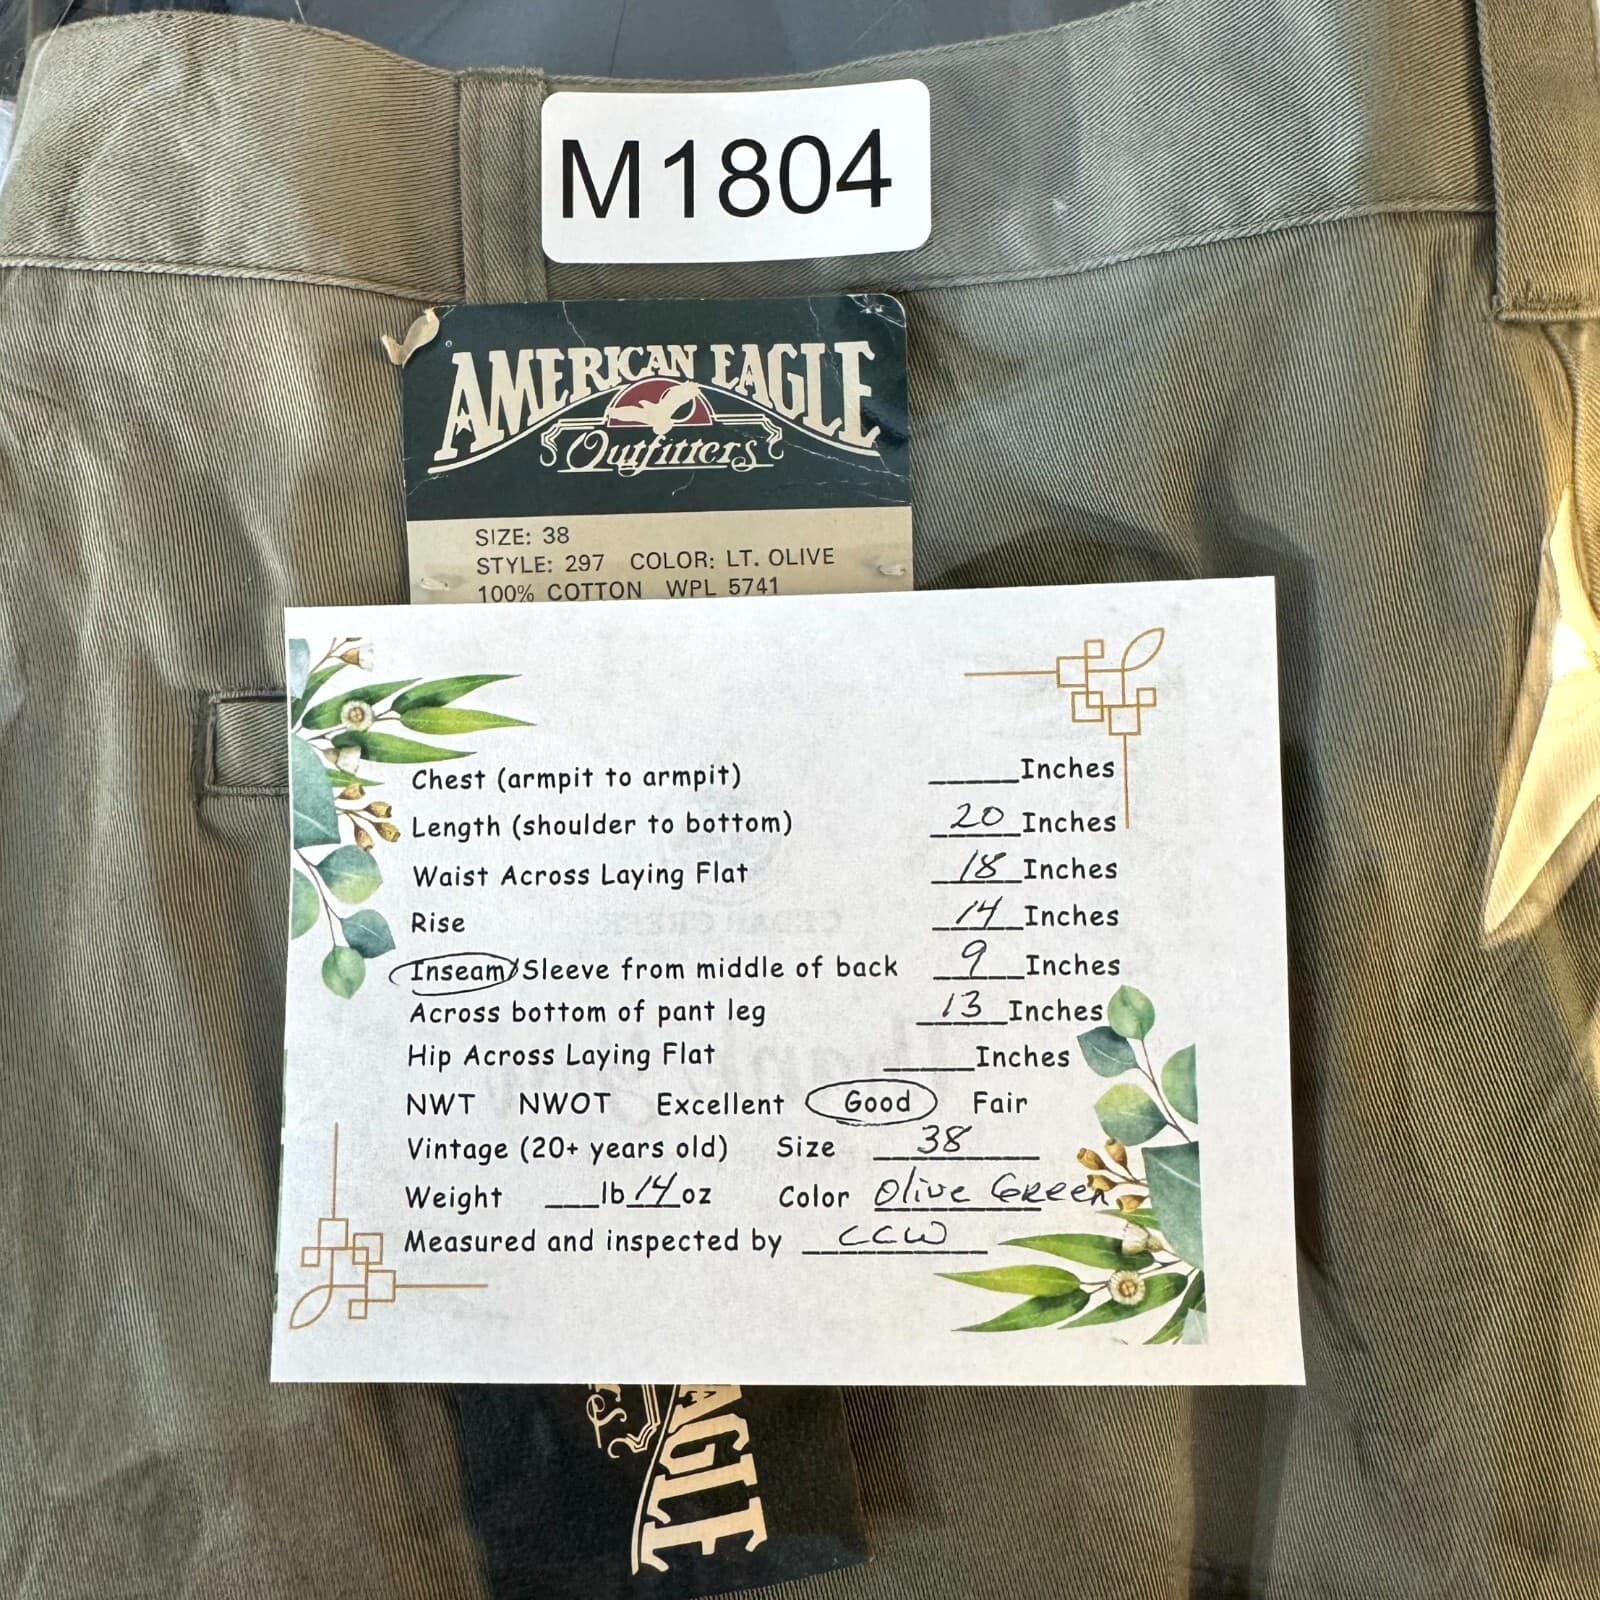 M1804
AMERICAN EAGLE
Outfitters
SIZE: 38
STYLE: 297 COLOR: LT. OLIVE
100% COTTON WPL 5741
Chest (armpit to armpit) _____Inches
Length (shoulder to bottom) 20 Inches
Waist Across Laying Flat 18 Inches
Rise 14 Inches
Inseam/Sleeve from middle of back 9 Inches
Across bottom of pant leg 13 Inches
Hip Across Laying Flat _____Inches
NWT NWOT Excellent Good Fair
Vintage (20+ years old) Size 38
Weight ___lb 14 oz Color Olive Green
Measured and inspected by CCW
AGLE